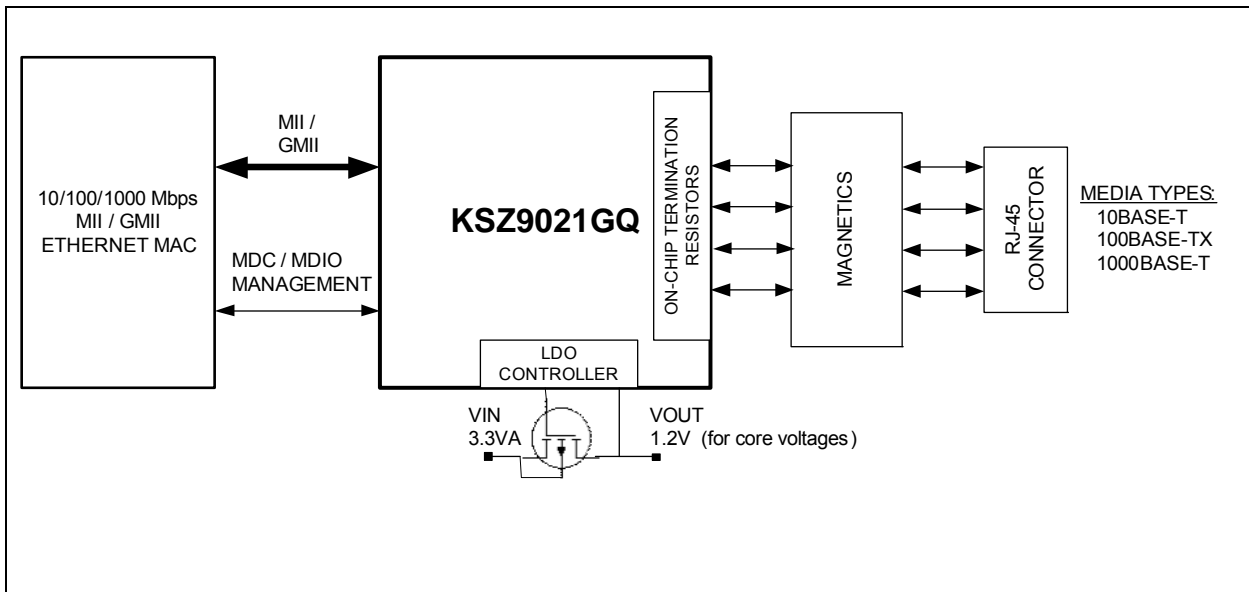 10/100/1000 Mbps
MII / GMII
ETHERNET MAC
MII /
GMII
MDC / MDIO
MANAGEMENT
KSZ9021GQ
ON-CHIP TERMINATION
RESISTORS
LDO
CONTROLLER
VIN
3.3VA
VOUT
1.2V (for core voltages)
MAGNETICS
RJ-45
CONNECTOR
MEDIA TYPES:
10BASE-T
100BASE-TX
1000BASE-T